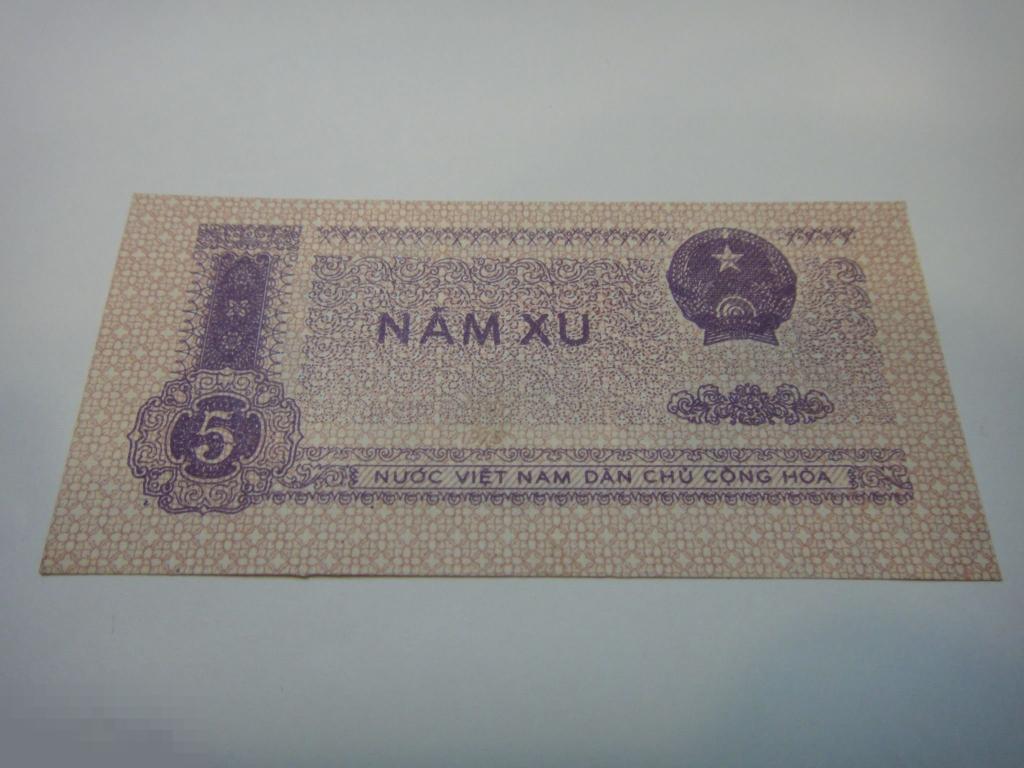 NĂM XU
5
NƯỚC VIỆT NAM DÂN CHỦ CỘNG HÒA